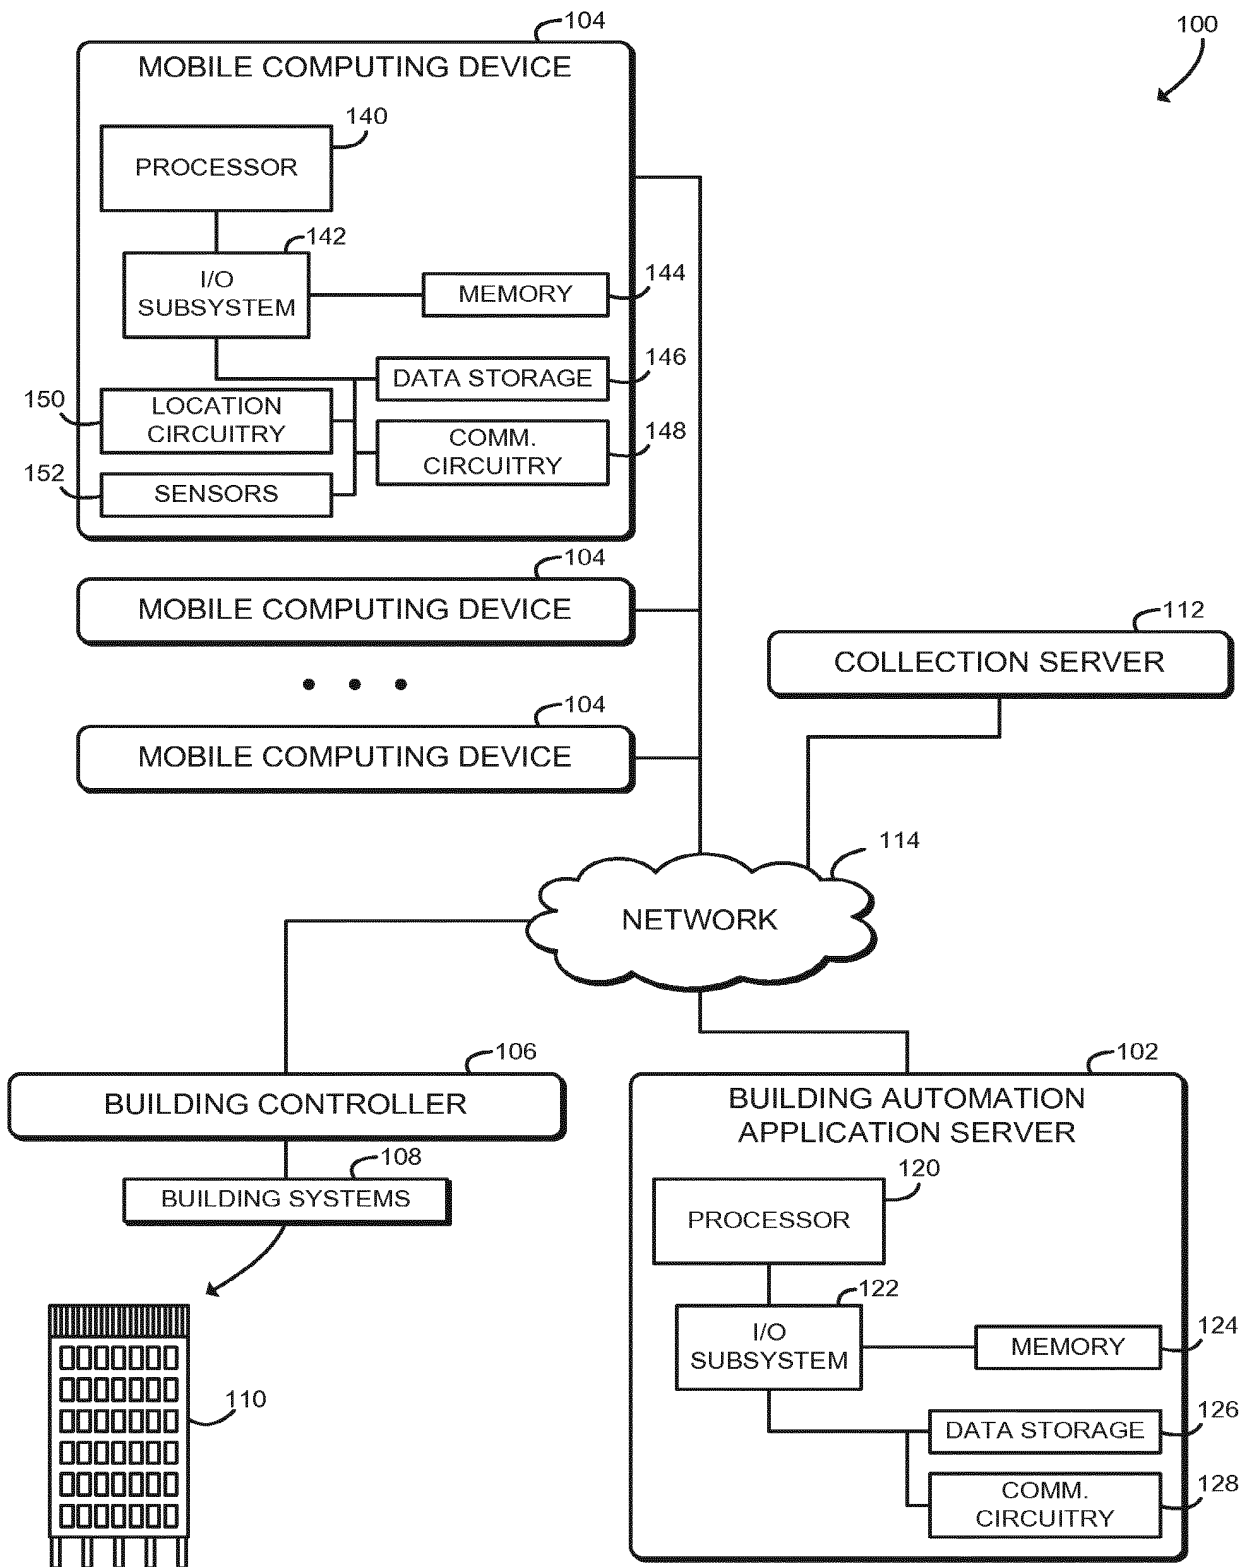 104
100
MOBILE COMPUTING DEVICE
140
PROCESSOR
142
I/O
SUBSYSTEM
144
MEMORY
146
DATA STORAGE
150
LOCATION
CIRCUITRY
148
COMM.
CIRCUITRY
152
SENSORS
104
MOBILE COMPUTING DEVICE
112
COLLECTION SERVER
• • •
104
MOBILE COMPUTING DEVICE
114
NETWORK
106
BUILDING CONTROLLER
102
BUILDING AUTOMATION
APPLICATION SERVER
108
BUILDING SYSTEMS
120
PROCESSOR
122
I/O
SUBSYSTEM
124
MEMORY
110
126
DATA STORAGE
128
COMM.
CIRCUITRY